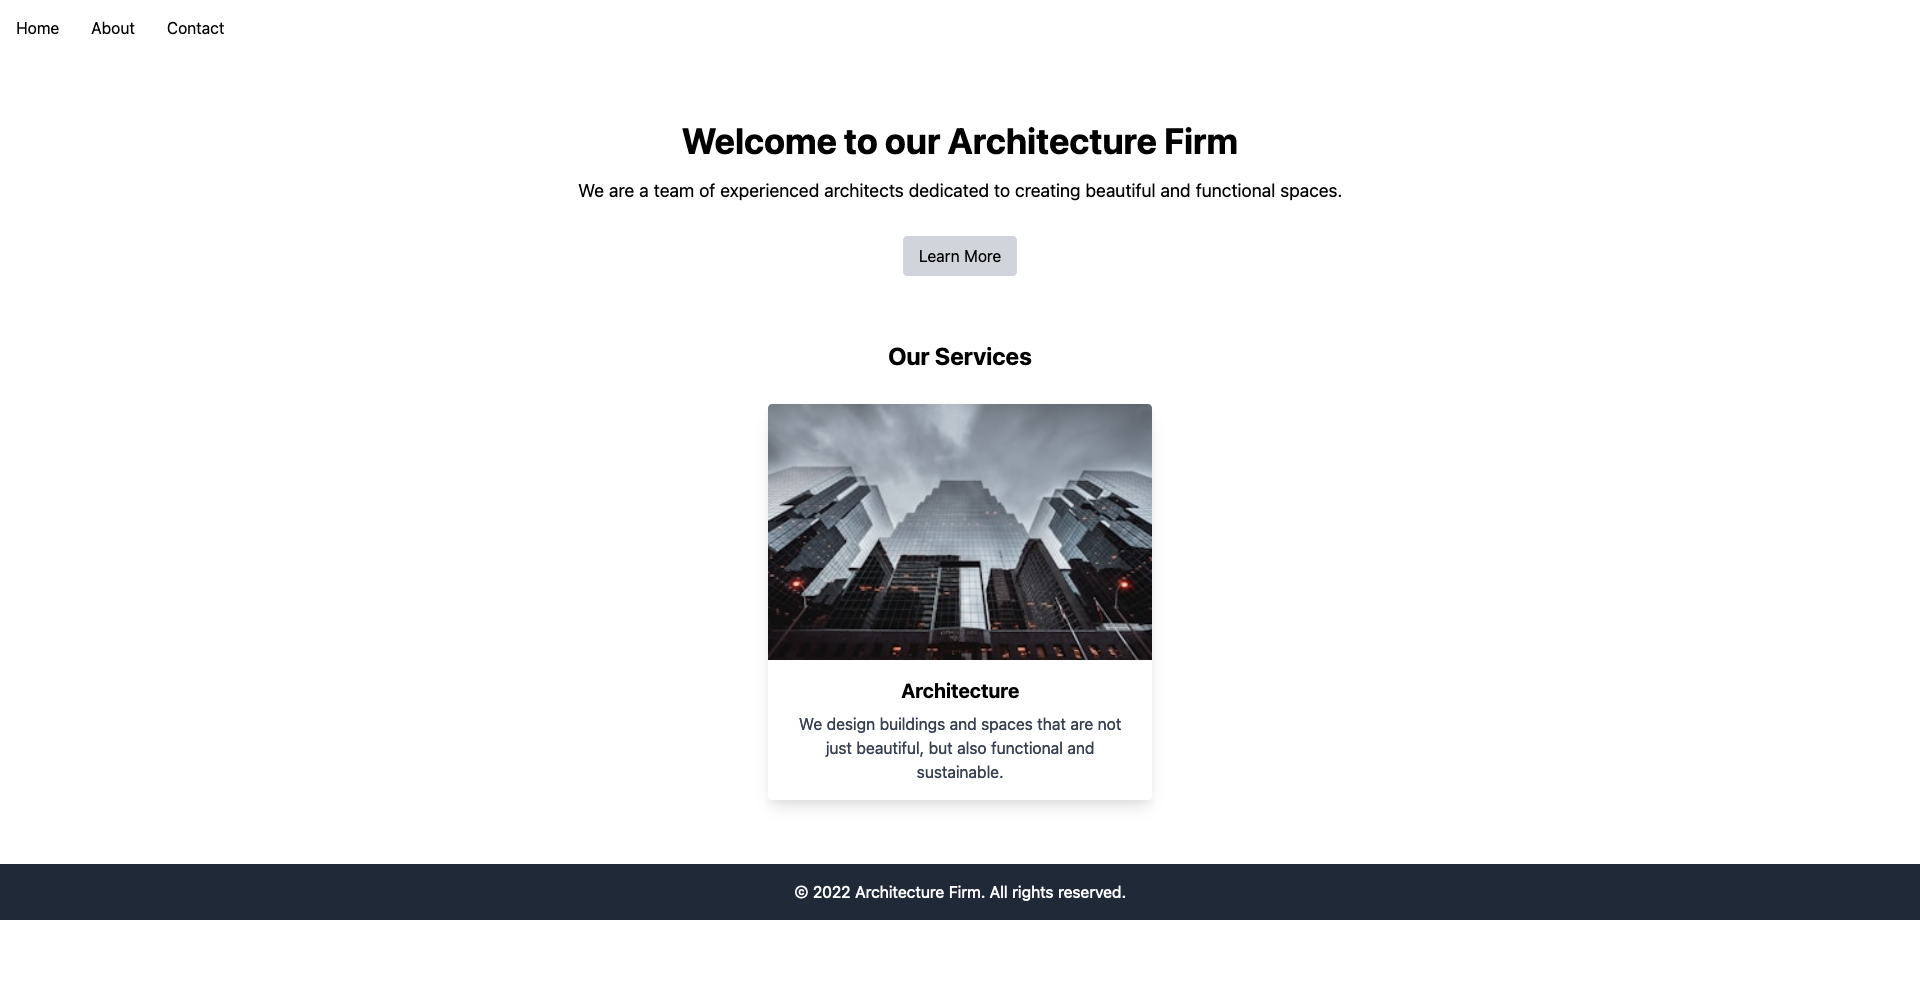 Home About Contact
Welcome to our Architecture Firm
We are a team of experienced architects dedicated to creating beautiful and functional spaces.
Learn More
Our Services
Architecture
We design buildings and spaces that are not
just beautiful, but also functional and
sustainable.
© 2022 Architecture Firm. All rights reserved.